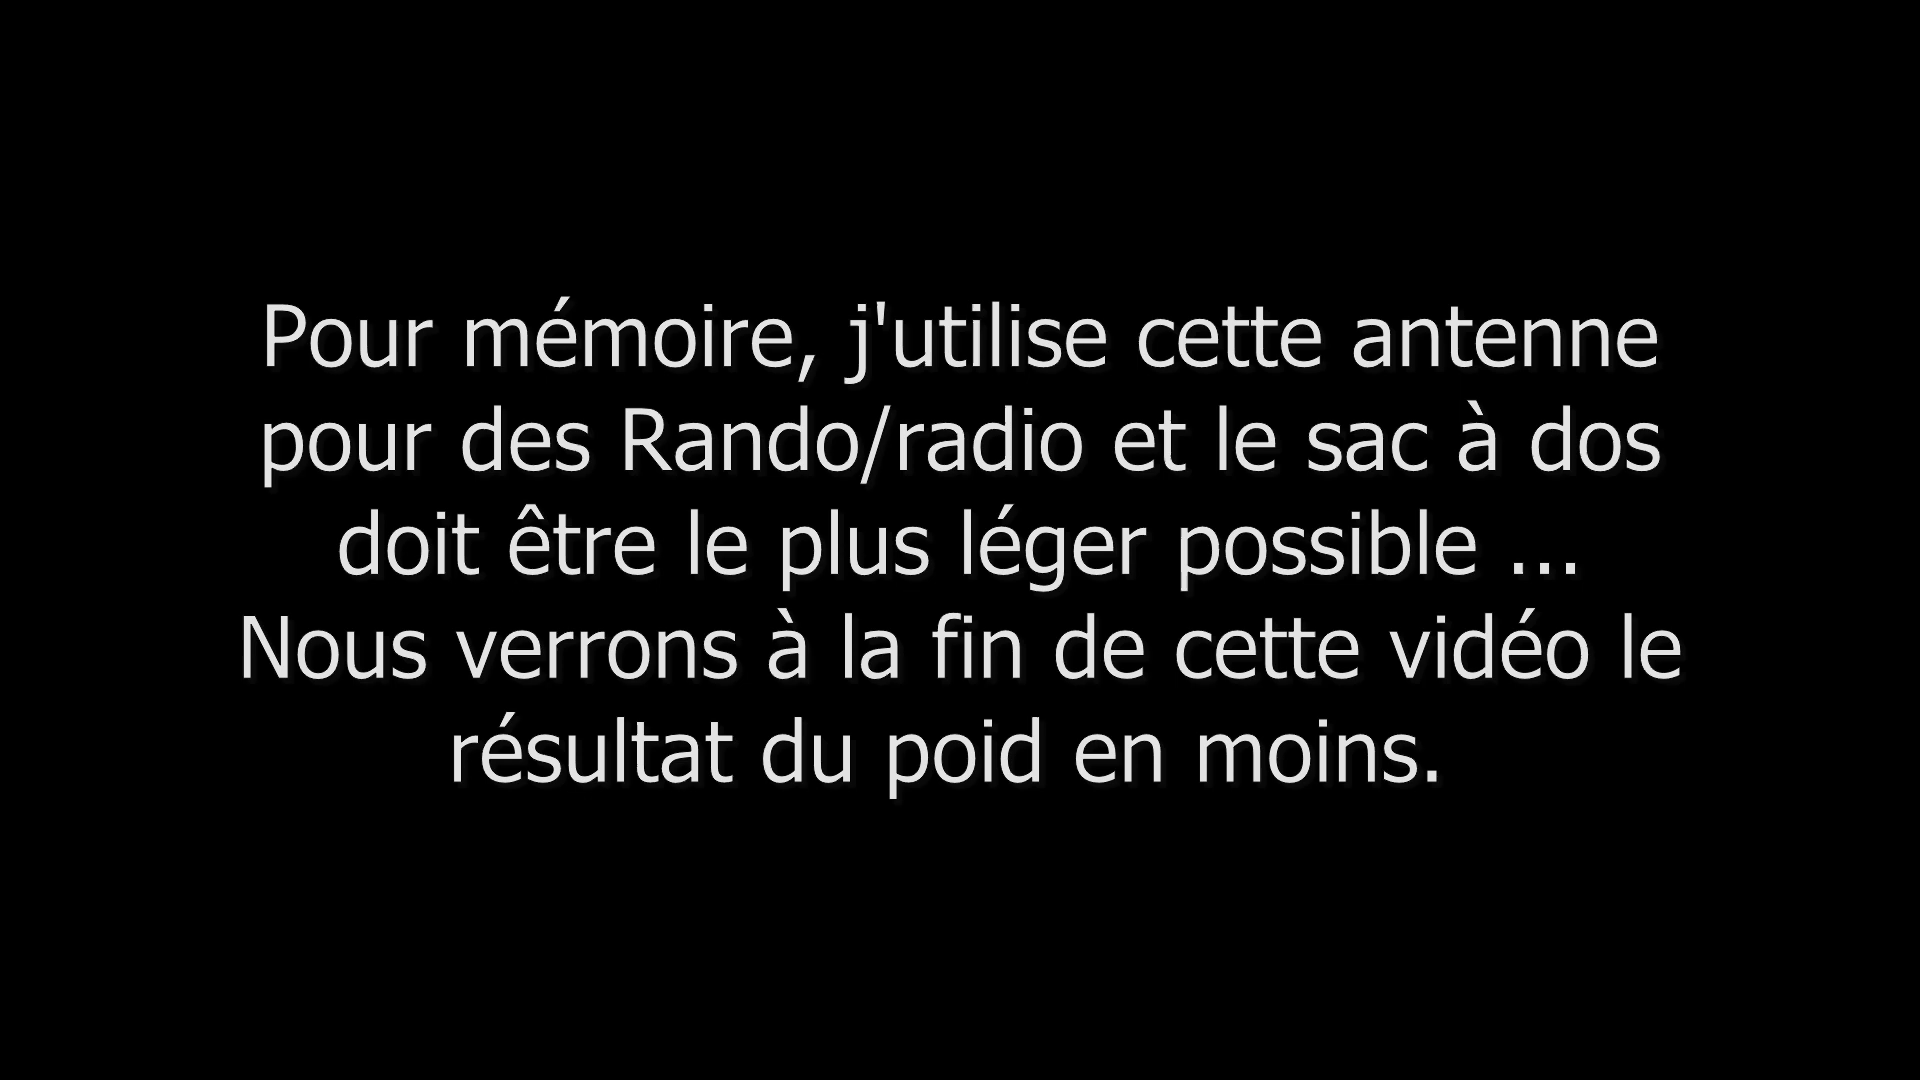 Pour mémoire, j'utilise cette antenne
pour des Rando/radio et le sac à dos
doit être le plus léger possible ...
Nous verrons à la fin de cette vidéo le
résultat du poid en moins.